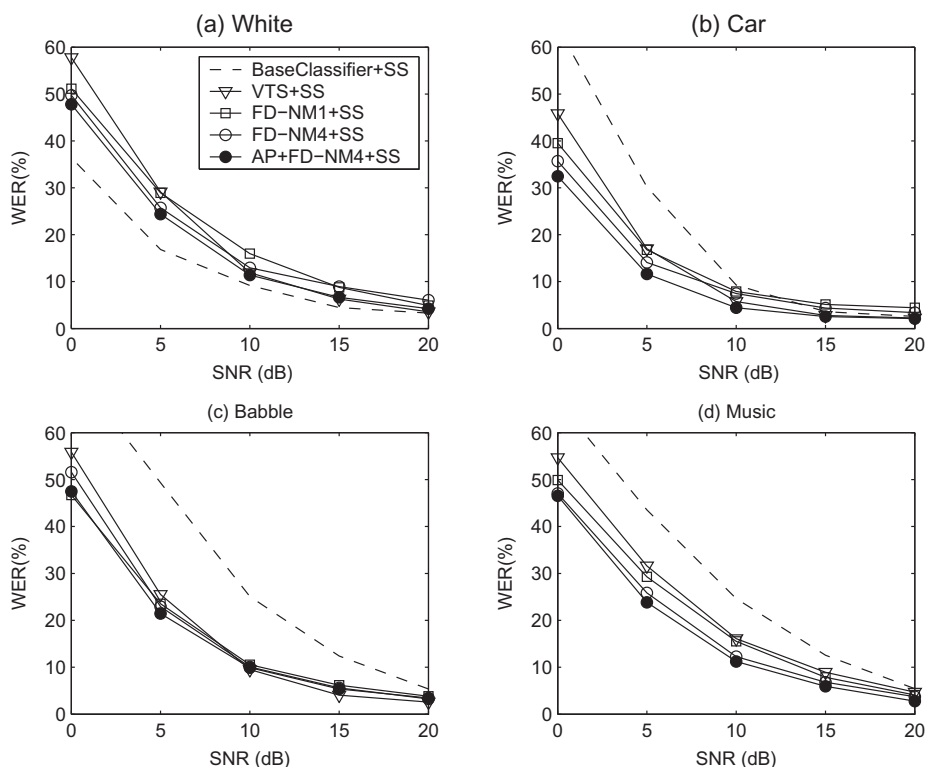 (a) White
60
50
40
30
20
10
0
WER(%)
0 5 10 15 20
SNR (dB)
BaseClassifier+SS
VTS+SS
FD−NM1+SS
FD−NM4+SS
AP+FD−NM4+SS
(b) Car
60
50
40
30
20
10
0
WER(%)
0 5 10 15 20
SNR (dB)
(c) Babble
60
50
40
30
20
10
0
WER(%)
0 5 10 15 20
SNR (dB)
(d) Music
60
50
40
30
20
10
0
WER(%)
0 5 10 15 20
SNR (dB)